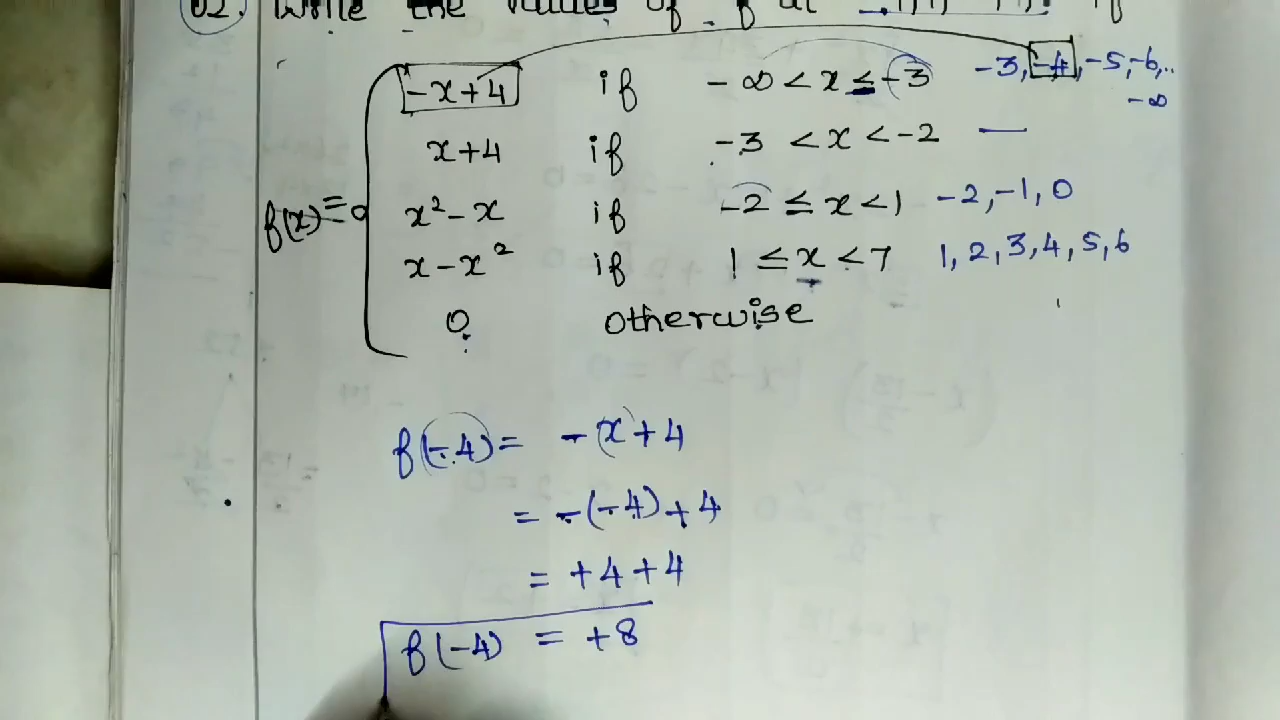 02. Write the values of f at
-x+4 if -∞ < x ≤ -3 -3, -4, -5, -6, ..
-∞
x+4 if -3 < x < -2 —
f(x) = x² - x if -2 ≤ x < 1 -2, -1, 0
x - x² if 1 ≤ x < 7 1, 2, 3, 4, 5, 6
0 otherwise
f(-4) = -(x)+4
= -(-4)+4
= +4+4
f(-4) = +8